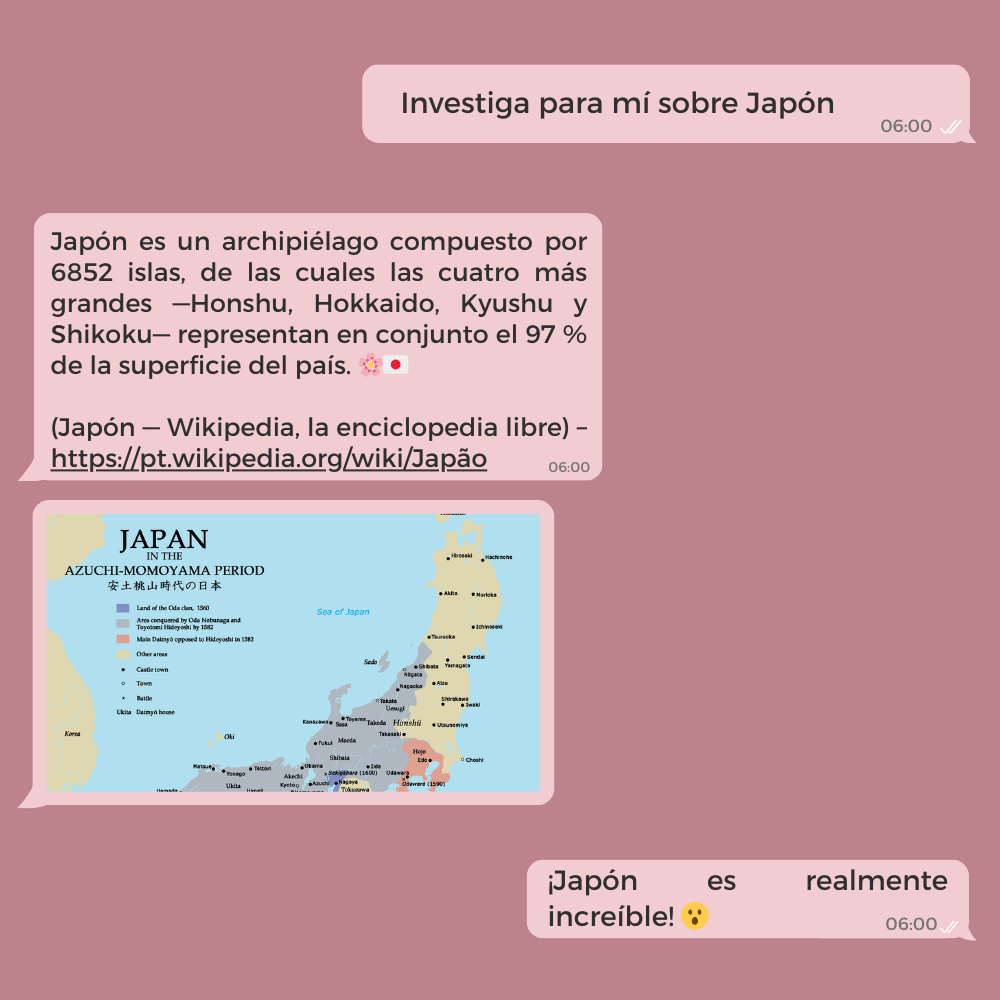 Investiga para mí sobre Japón
06:00
Japón es un archipiélago compuesto por
6852 islas, de las cuales las cuatro más
grandes —Honshu, Hokkaido, Kyushu y
Shikoku— representan en conjunto el 97 %
de la superficie del país. 🌸🇯🇵
(Japón — Wikipedia, la enciclopedia libre) –
https://pt.wikipedia.org/wiki/Japão
06:00
JAPAN
IN THE
AZUCHI-MOMOYAMA PERIOD
安土桃山時代の日本
Land of the Oda clan, 1560
Area conquered by Oda Nobunaga and
Toyotomi Hideyoshi by 1582
Main Daimyō opposed to Hideyoshi in 1582
Other areas
Castle town
Town
Battle
Ukita Daimyō house
Sea of Japan
Hirosaki
Hachinohe
Akita
Morioka
Ichinoseki
Tsuruoka
Sendai
Yamagata
Sado
Shibata
Niigata
Nagaoka
Aizu
Takata
Uesugi
Shirakawa
Iwaki
Kanazawa
Toyama
Sasa
Takeda
Honshū
Utsunomiya
Takasaki
Korea
Oki
Fukui
Maeda
Hojo
Edo
Choshi
Shibata
Matsue
Yonago
Tottori
Obama
Akechi
Sekigahara (1600)
Eida
Odawara
Odawara (1590)
Ukita
Kyoto
Azuchi
Nagoya
Tokugawa
¡Japón es realmente
increíble! 😮
06:00